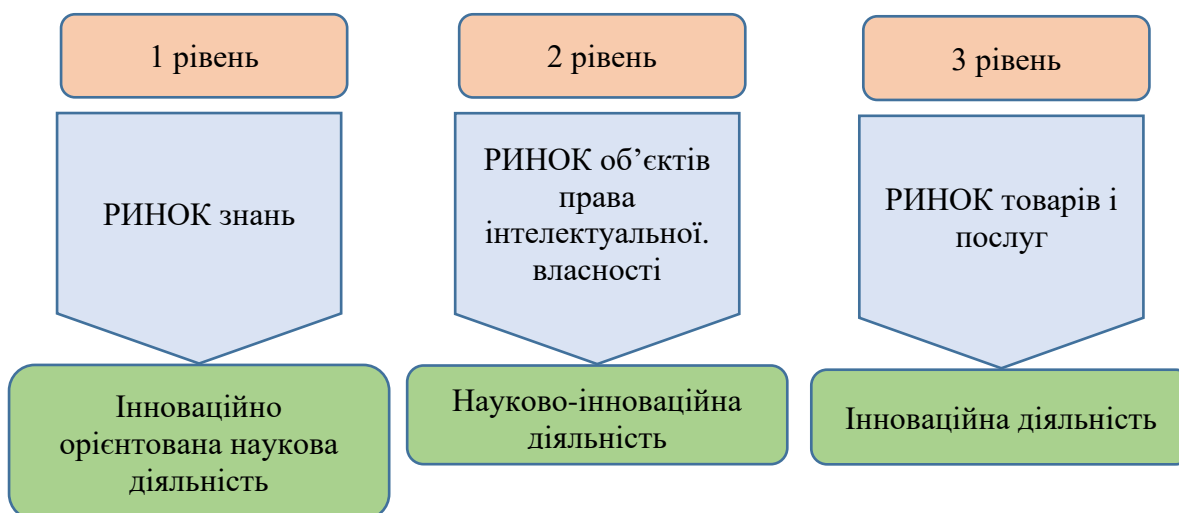 1 рівень
2 рівень
3 рівень
РИНОК знань
РИНОК об’єктів
права
інтелектуальної.
власності
РИНОК товарів і
послуг
Інноваційно
орієнтована наукова
діяльність
Науково-інноваційна
діяльність
Інноваційна діяльність